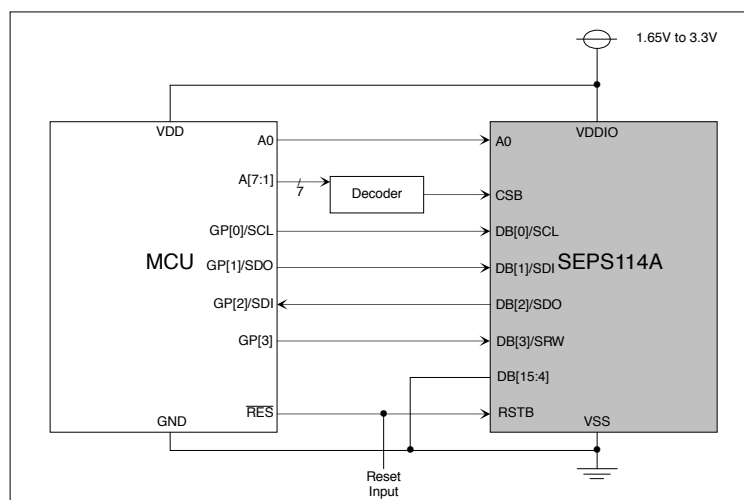 1.65V to 3.3V
VDD
VDDIO
A0
A0
A[7:1]
7
Decoder
CSB
GP[0]/SCL
DB[0]/SCL
MCU
SEPS114A
GP[1]/SDO
DB[1]/SDI
GP[2]/SDI
DB[2]/SDO
GP[3]
DB[3]/SRW
DB[15:4]
RES
RSTB
GND
VSS
Reset
Input